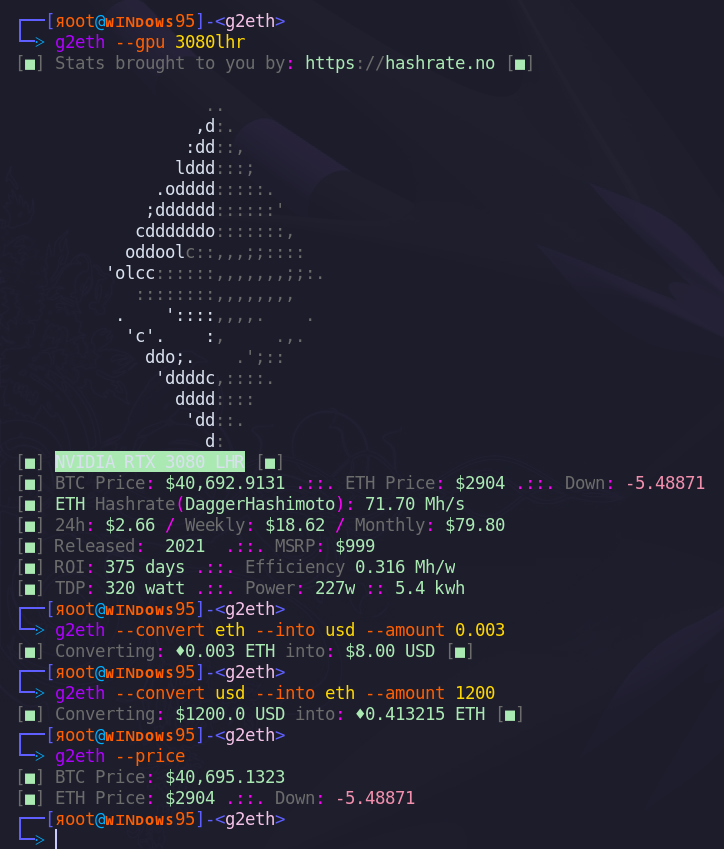 ┌──[яoot@ᴡɪɴᴅᴏᴡs95]-<g2eth>
└─> g2eth --gpu 3080lhr
[■] Stats brought to you by: https://hashrate.no [■]
..
,d:.
:dd::,
lddd::::;
.odddd:::::.
;dddddd::::::'
cddddddo:::::::,
oddoolc::,,,;;::::
'olcc::::::,,,,,,,;;:.
::::::::,,,,,,,,
. '::::,,,,. .
'c'. :, .,.
ddo;. .';::
'ddddc,::::.
dddd::::
'dd::.
d:
[■] NVIDIA RTX 3080 LHR [■]
[■] BTC Price: $40,692.9131 .::. ETH Price: $2904 .::. Down: -5.48871
[■] ETH Hashrate(DaggerHashimoto): 71.70 Mh/s
[■] 24h: $2.66 / Weekly: $18.62 / Monthly: $79.80
[■] Released: 2021 .::. MSRP: $999
[■] ROI: 375 days .::. Efficiency 0.316 Mh/w
[■] TDP: 320 watt .::. Power: 227w :: 5.4 kwh
┌──[яoot@ᴡɪɴᴅᴏᴡs95]-<g2eth>
└─> g2eth --convert eth --into usd --amount 0.003
[■] Converting: ♦0.003 ETH into: $8.00 USD [■]
┌──[яoot@ᴡɪɴᴅᴏᴡs95]-<g2eth>
└─> g2eth --convert usd --into eth --amount 1200
[■] Converting: $1200.0 USD into: ♦0.413215 ETH [■]
┌──[яoot@ᴡɪɴᴅᴏᴡs95]-<g2eth>
└─> g2eth --price
[■] BTC Price: $40,695.1323
[■] ETH Price: $2904 .::. Down: -5.48871
┌──[яoot@ᴡɪɴᴅᴏᴡs95]-<g2eth>
└─>